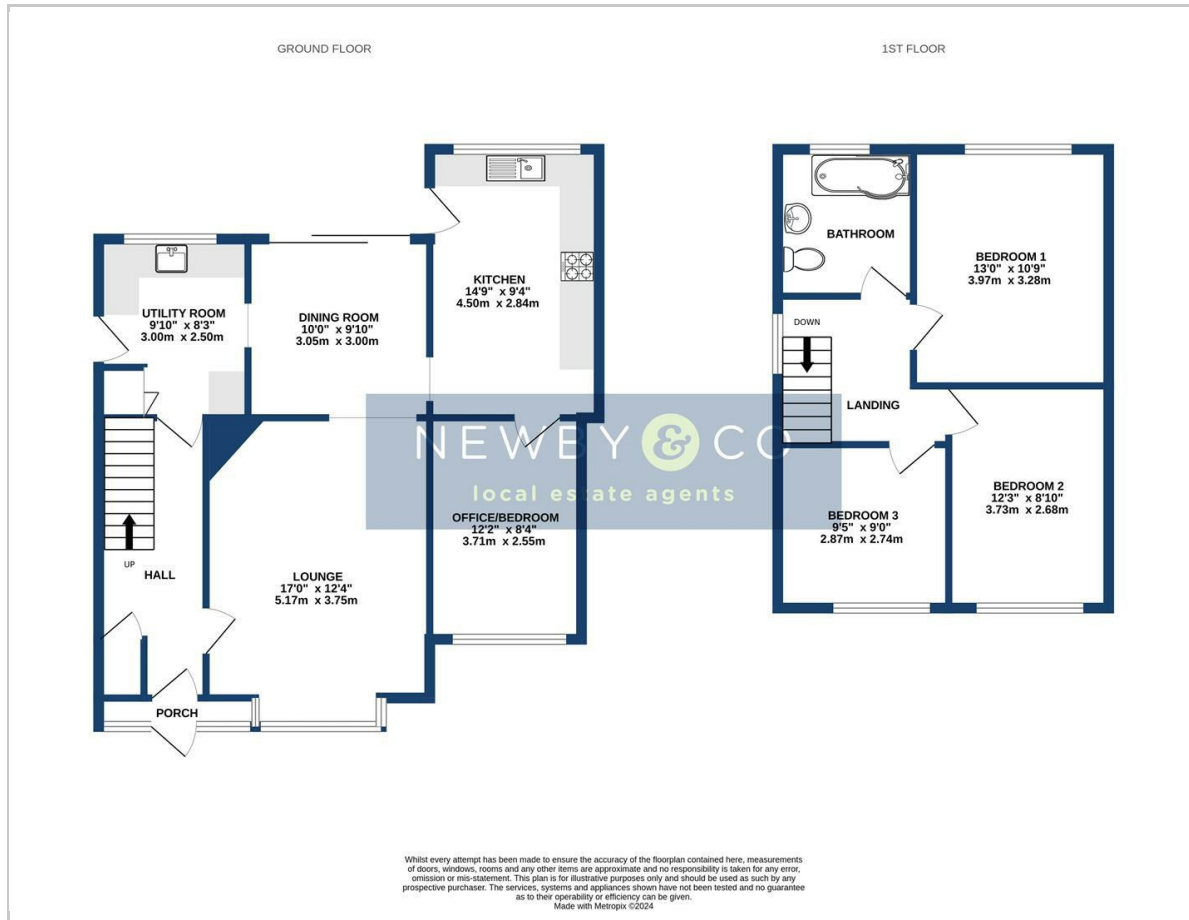 GROUND FLOOR
1ST FLOOR
UTILITY ROOM
9'10" x 8'3"
3.00m x 2.50m
DINING ROOM
10'0" x 9'10"
3.05m x 3.00m
KITCHEN
14'9" x 9'4"
4.50m x 2.84m
UP
HALL
LOUNGE
17'0" x 12'4"
5.17m x 3.75m
OFFICE/BEDROOM
12'2" x 8'4"
3.71m x 2.55m
PORCH
BATHROOM
BEDROOM 1
13'0" x 10'9"
3.97m x 3.28m
DOWN
LANDING
BEDROOM 2
12'3" x 8'10"
3.73m x 2.68m
BEDROOM 3
9'5" x 9'0"
2.87m x 2.74m
NEWBY & CO
local estate agents
Whilst every attempt has been made to ensure the accuracy of the floorplan contained here, measurements
of doors, windows, rooms and any other items are approximate and no responsibility is taken for any error,
omission or mis-statement. This plan is for illustrative purposes only and should be used as such by any
prospective purchaser. The services, systems and appliances shown have not been tested and no guarantee
as to their operability or efficiency can be given.
Made with Metropix ©2024